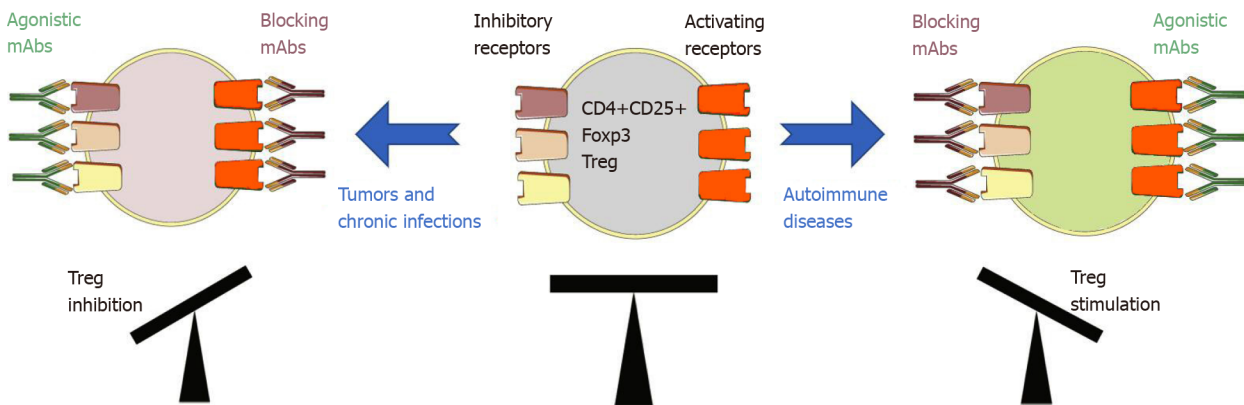 Agonistic
mAbs
Blocking
mAbs
Inhibitory
receptors
Activating
receptors
Blocking
mAbs
Agonistic
mAbs
CD4+CD25+
Foxp3
Treg
Tumors and
chronic infections
Autoimmune
diseases
Treg
inhibition
Treg
stimulation